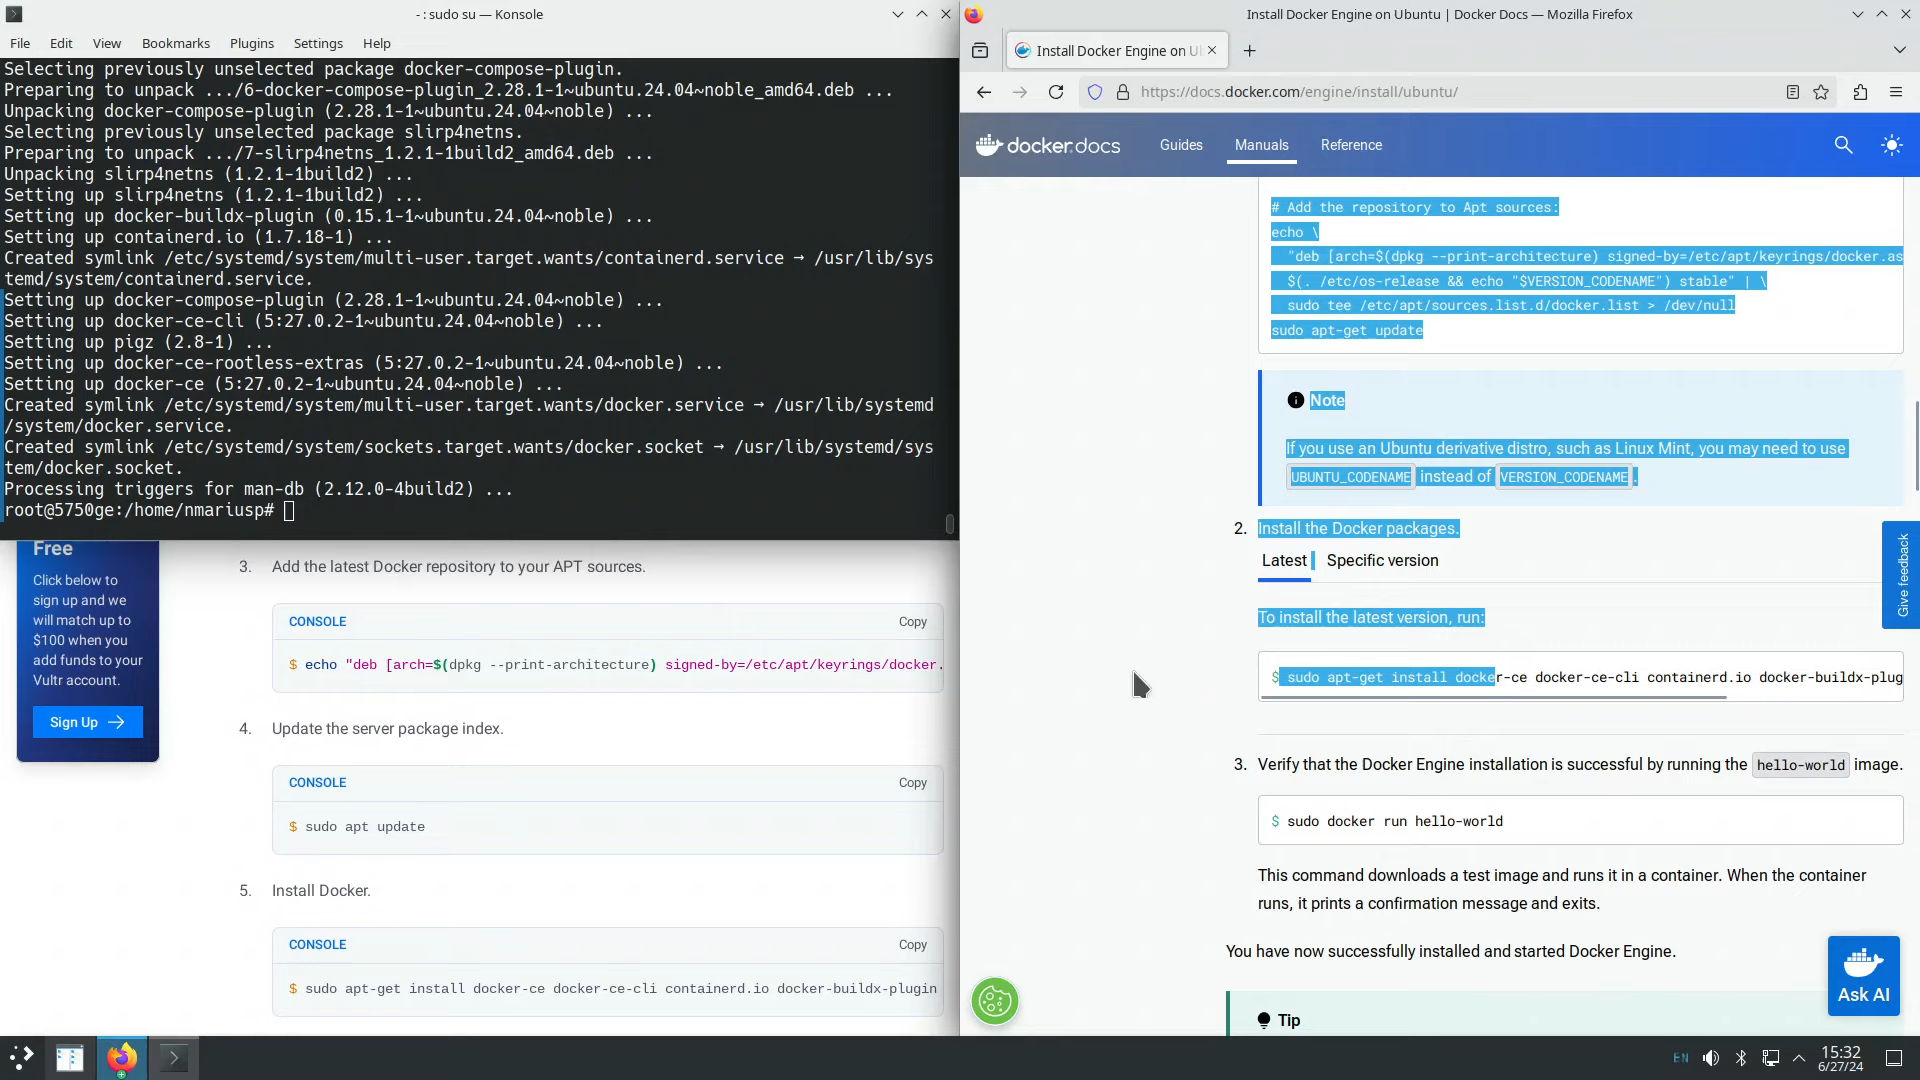 - : sudo su — Konsole
File Edit View Bookmarks Plugins Settings Help
Selecting previously unselected package docker-compose-plugin.
Preparing to unpack .../6-docker-compose-plugin_2.28.1-1~ubuntu.24.04~noble_amd64.deb ...
Unpacking docker-compose-plugin (2.28.1-1~ubuntu.24.04~noble) ...
Selecting previously unselected package slirp4netns.
Preparing to unpack .../7-slirp4netns_1.2.1-1build2_amd64.deb ...
Unpacking slirp4netns (1.2.1-1build2) ...
Setting up slirp4netns (1.2.1-1build2) ...
Setting up docker-buildx-plugin (0.15.1-1~ubuntu.24.04~noble) ...
Setting up containerd.io (1.7.18-1) ...
Created symlink /etc/systemd/system/multi-user.target.wants/containerd.service → /usr/lib/sys
temd/system/containerd.service.
Setting up docker-compose-plugin (2.28.1-1~ubuntu.24.04~noble) ...
Setting up docker-ce-cli (5:27.0.2-1~ubuntu.24.04~noble) ...
Setting up pigz (2.8-1) ...
Setting up docker-ce-rootless-extras (5:27.0.2-1~ubuntu.24.04~noble) ...
Setting up docker-ce (5:27.0.2-1~ubuntu.24.04~noble) ...
Created symlink /etc/systemd/system/multi-user.target.wants/docker.service → /usr/lib/systemd
/system/docker.service.
Created symlink /etc/systemd/system/sockets.target.wants/docker.socket → /usr/lib/systemd/sys
tem/docker.socket.
Processing triggers for man-db (2.12.0-4build2) ...
root@5750ge:/home/nmariusp#
Free
Click below to
sign up and we
will match up to
$100 when you
add funds to your
Vultr account.
Sign Up →
3. Add the latest Docker repository to your APT sources.
CONSOLE Copy
$ echo "deb [arch=$(dpkg --print-architecture) signed-by=/etc/apt/keyrings/docker.
4. Update the server package index.
CONSOLE Copy
$ sudo apt update
5. Install Docker.
CONSOLE Copy
$ sudo apt-get install docker-ce docker-ce-cli containerd.io docker-buildx-plugin
Install Docker Engine on Ubuntu | Docker Docs — Mozilla Firefox
Install Docker Engine on U
https://docs.docker.com/engine/install/ubuntu/
docker.docs Guides Manuals Reference
# Add the repository to Apt sources:
echo \
"deb [arch=$(dpkg --print-architecture) signed-by=/etc/apt/keyrings/docker.as
$(. /etc/os-release && echo "$VERSION_CODENAME") stable" | \
sudo tee /etc/apt/sources.list.d/docker.list > /dev/null
sudo apt-get update
Note
If you use an Ubuntu derivative distro, such as Linux Mint, you may need to use
UBUNTU_CODENAME instead of VERSION_CODENAME.
2. Install the Docker packages.
Latest Specific version
To install the latest version, run:
$ sudo apt-get install docker-ce docker-ce-cli containerd.io docker-buildx-plug
3. Verify that the Docker Engine installation is successful by running the hello-world image.
$ sudo docker run hello-world
This command downloads a test image and runs it in a container. When the container
runs, it prints a confirmation message and exits.
You have now successfully installed and started Docker Engine.
Tip
Give feedback
Ask AI
EN
15:32
6/27/24